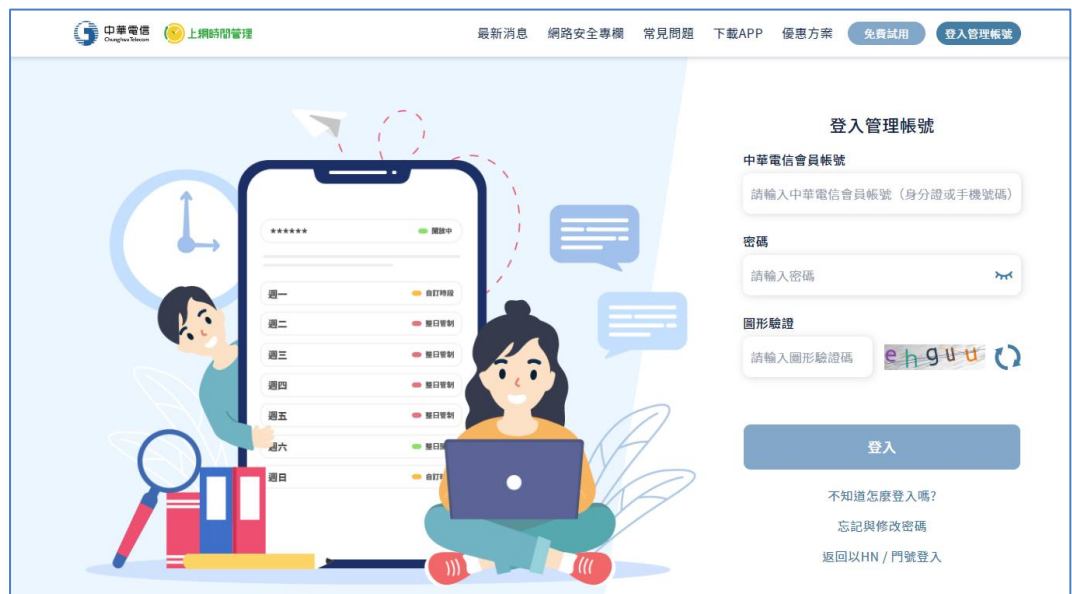 中華電信
Chunghwa Telecom
上網時間管理
最新消息 網路安全專欄 常見問題 下載APP 優惠方案 免費試用 登入管理帳號
****** 開放中
週一 自訂時段
週二 整日管制
週三 整日管制
週四 整日管制
週五 整日管制
週六 整日開
週日 自訂時
登入管理帳號
中華電信會員帳號
請輸入中華電信會員帳號（身分證或手機號碼）
密碼
請輸入密碼
圖形驗證
請輸入圖形驗證碼 ehguu
登入
不知道怎麼登入嗎?
忘記與修改密碼
返回以HN / 門號登入